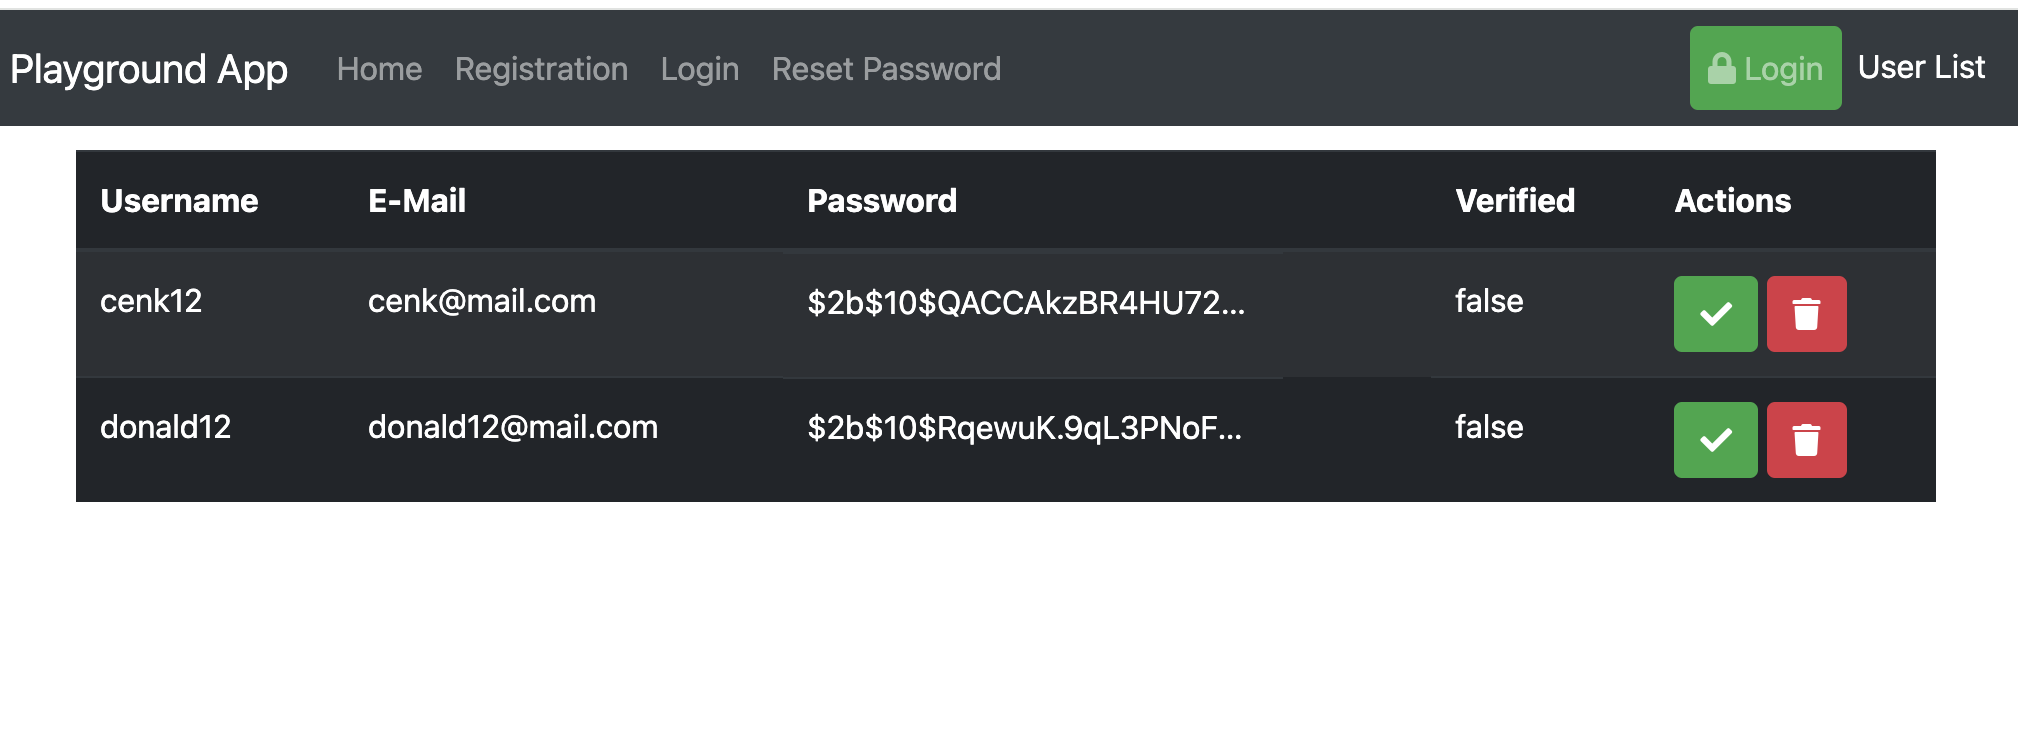 Playground App Home Registration Login Reset Password Login User List
Username E-Mail Password Verified Actions
cenk12 cenk@mail.com $2b$10$QACCAkzBR4HU72... false
donald12 donald12@mail.com $2b$10$RqewuK.9qL3PNoF... false